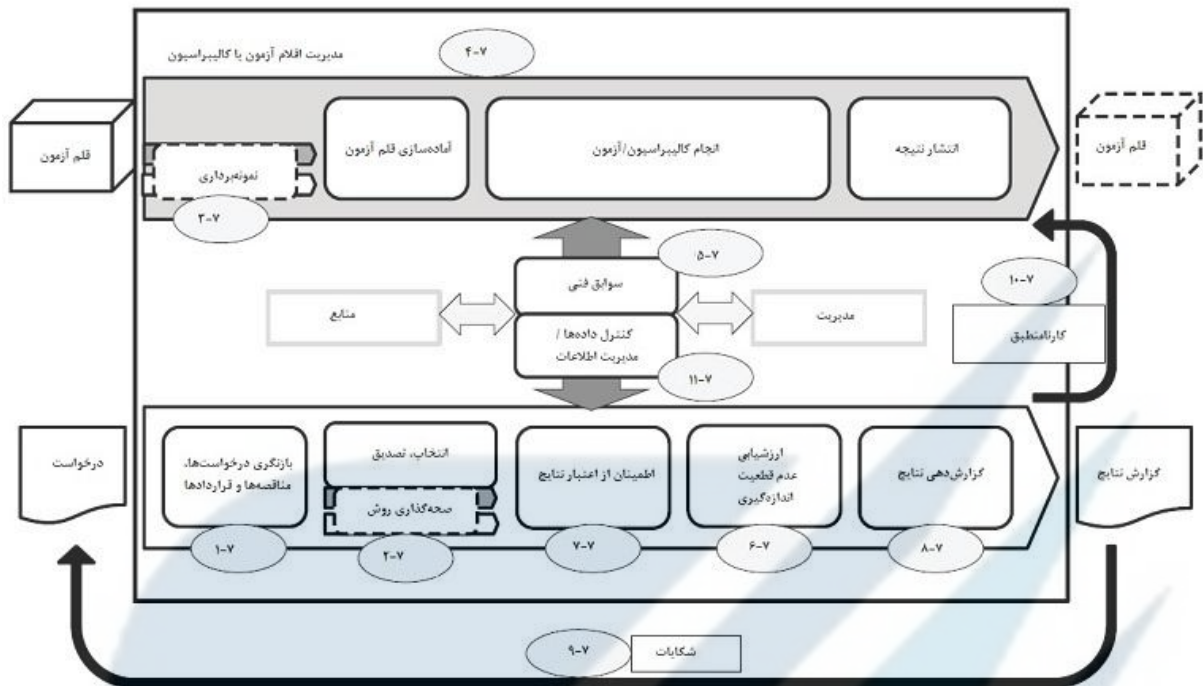 مدیریت اقلام آزمون یا کالیبراسیون
۴-۷
قلم آزمون
نمونه‌برداری
۳-۷
آماده‌سازی قلم آزمون
انجام کالیبراسیون/آزمون
انتشار نتیجه
قلم آزمون
منابع
سوابق فنی
۵-۷
کنترل داده‌ها /
مدیریت اطلاعات
۱۱-۷
مدیریت
۱۰-۷
کارنامنطبق
درخواست
بازنگری درخواست‌ها،
مناقصه‌ها و قراردادها
۱-۷
انتخاب، تصدیق
صحه‌گذاری روش
۲-۷
اطمینان از اعتبار نتایج
۷-۷
ارزشیابی
عدم قطعیت
اندازه‌گیری
۶-۷
گزارش‌دهی نتایج
۸-۷
گزارش نتایج
۹-۷
شکایات